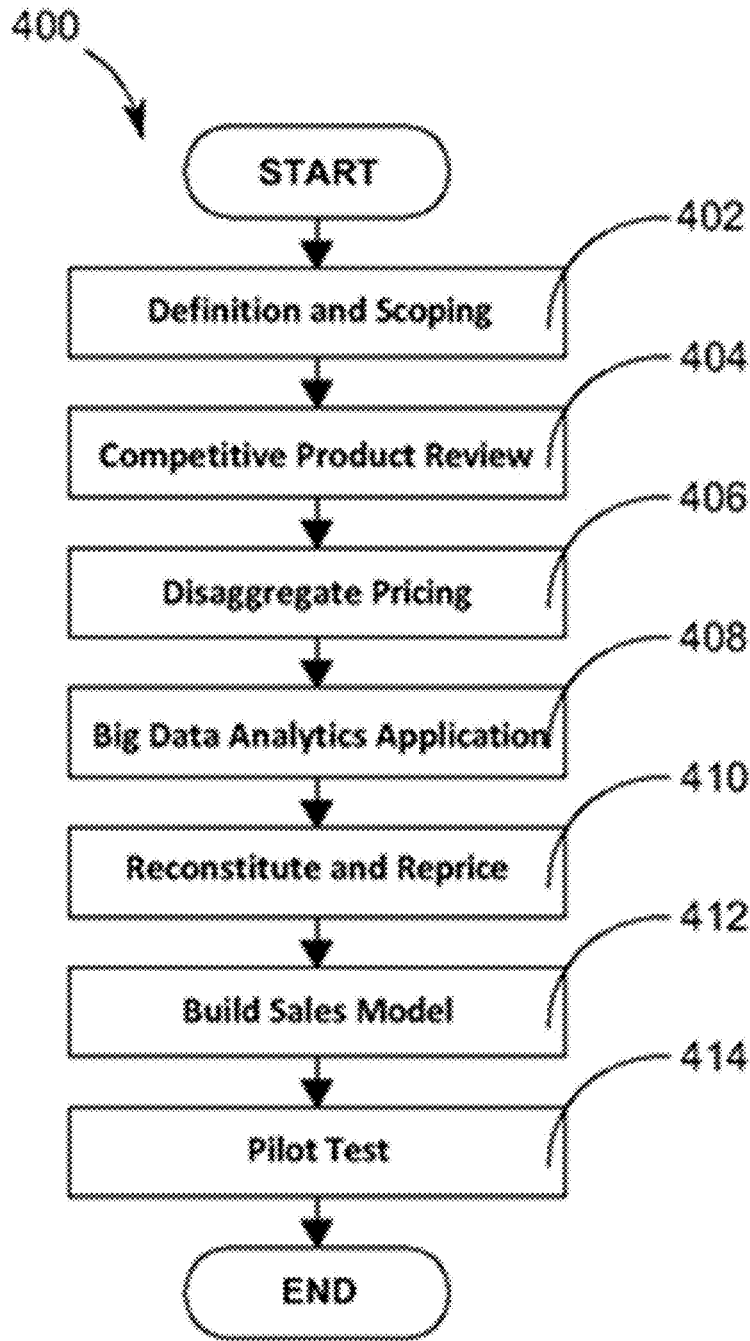 400
START
402
Definition and Scoping
404
Competitive Product Review
406
Disaggregate Pricing
408
Big Data Analytics Application
410
Reconstitute and Reprice
412
Build Sales Model
414
Pilot Test
END